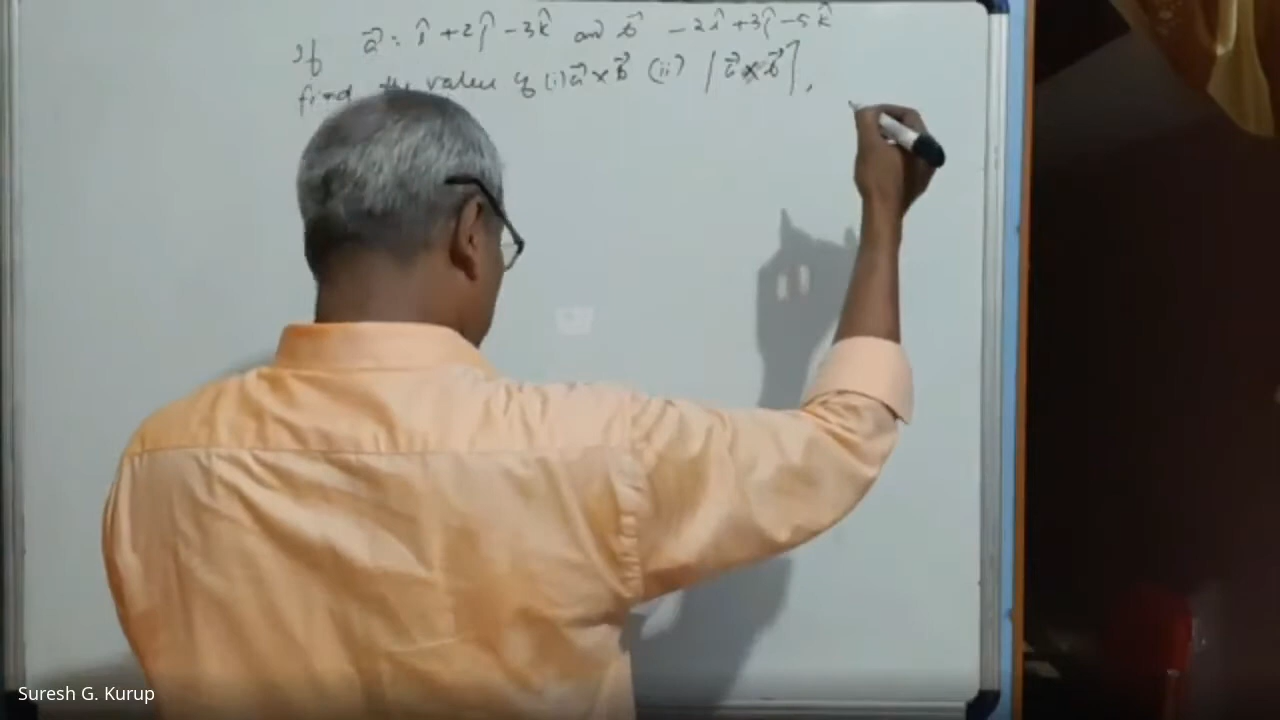 If a⃗ : î + 2ĵ - 3k̂ and b⃗ - 2î + 3ĵ - 5k̂
find the value of (i) a⃗ × b⃗ (ii) |a⃗ × b⃗|,
Suresh G. Kurup